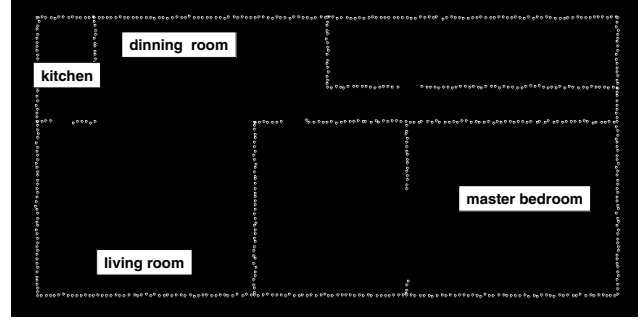 dinning room
kitchen
master bedroom
living room